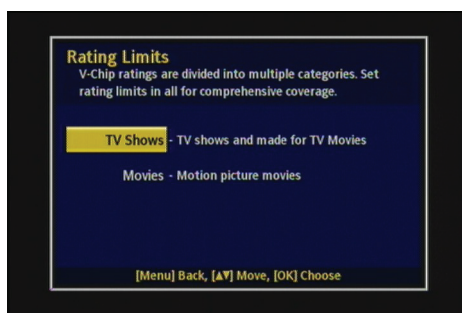 Rating Limits
V-Chip ratings are divided into multiple categories. Set
rating limits in all for comprehensive coverage.
TV Shows - TV shows and made for TV Movies
Movies - Motion picture movies
[Menu] Back, [▲▼] Move, [OK] Choose